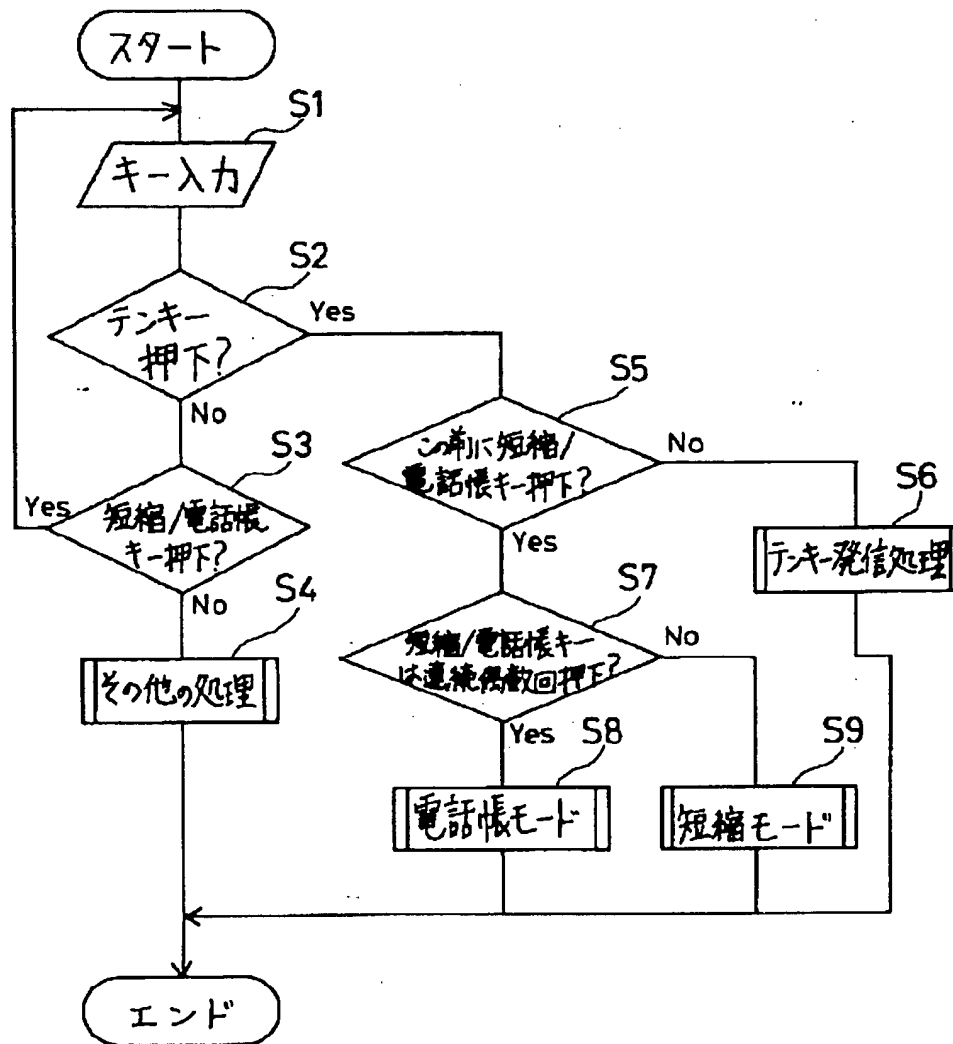 スタート
S1
キー入力
S2
テンキー
押下?
Yes
No
S3
短縮/電話帳
キー押下?
Yes
No
S4
その他の処理
S5
この前に短縮/
電話帳キー押下?
No
Yes
S6
テンキー発信処理
S7
短縮/電話帳キー
は連続偶数回押下?
No
Yes
S8
電話帳モード
S9
短縮モード
エンド